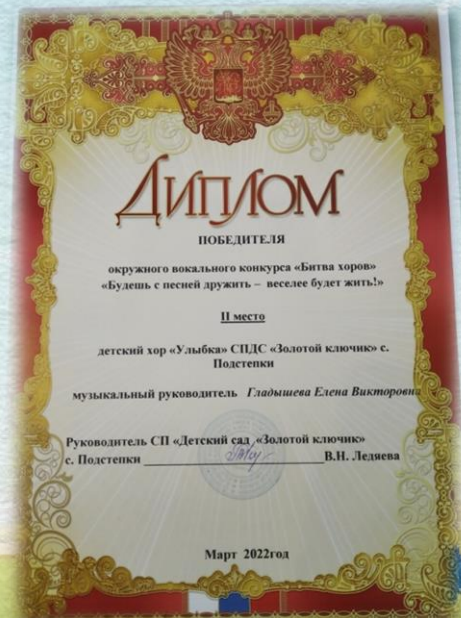 ДИПЛОМ
ПОБЕДИТЕЛЯ
окружного вокального конкурса «Битва хоров»
«Будешь с песней дружить – веселее будет жить!»
II место
детский хор «Улыбка» СПДС «Золотой ключик» с.
Подстепки
музыкальный руководитель Гладышева Елена Викторовна
Руководитель СП «Детский сад «Золотой ключик»
с. Подстепки В.Н. Ледяева
Март 2022год